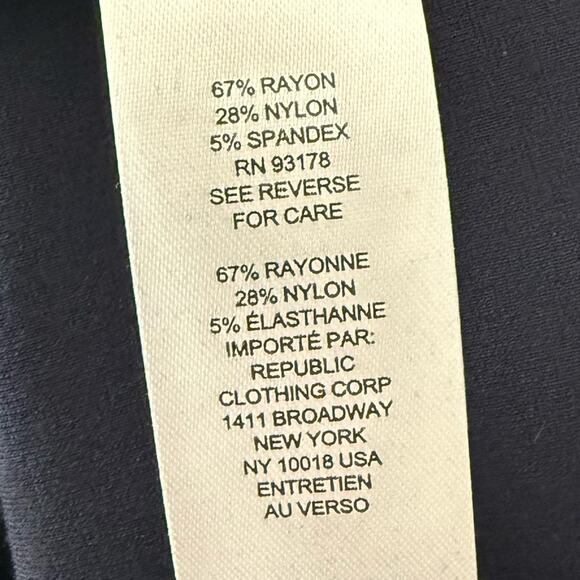 67% RAYON
28% NYLON
5% SPANDEX
RN 93178
SEE REVERSE
FOR CARE
67% RAYONNE
28% NYLON
5% ÉLASTHANNE
IMPORTÉ PAR:
REPUBLIC
CLOTHING CORP
1411 BROADWAY
NEW YORK
NY 10018 USA
ENTRETIEN
AU VERSO